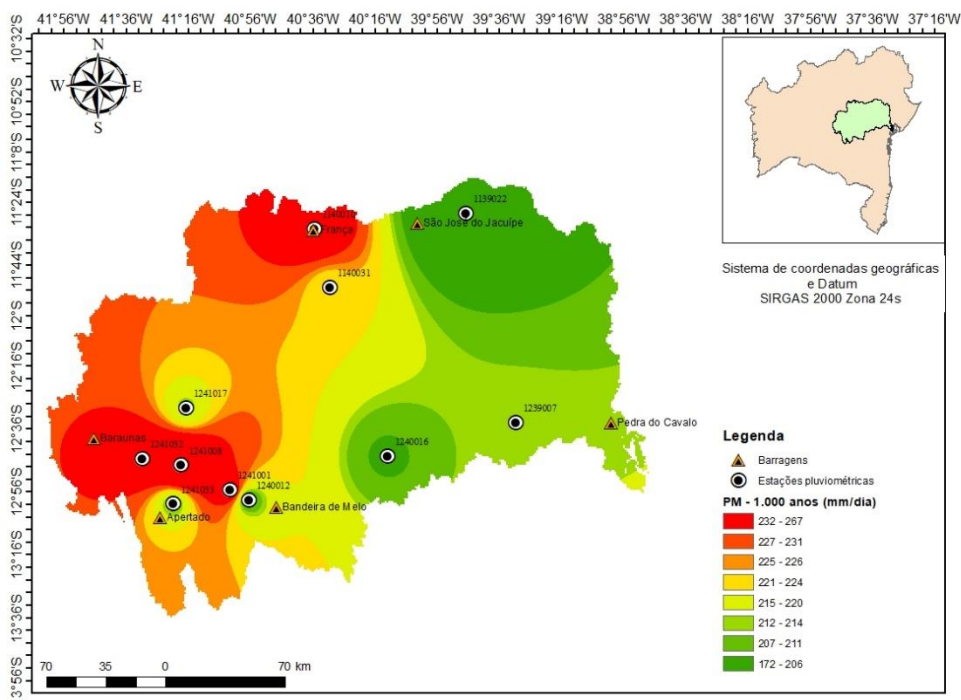 41°56'W 41°36'W 41°16'W 40°56'W 40°36'W 40°16'W 39°56'W 39°36'W 39°16'W 38°56'W 38°36'W 38°16'W 37°56'W 37°36'W 37°16'W
10°32'S
10°52'S
11°8'S
11°24'S
11°44'S
12°0'S
12°16'S
12°36'S
12°56'S
13°16'S
13°36'S
3°56'S
N
W E
S
1139022
São José do Jacuípe
França
1140031
1241017
1239007
Pedra do Cavalo
Baraunas
1241032
1241008
1240016
1241001
1240012
1241033
Bandeira de Melo
Apertado
70 35 0 70 km
Sistema de coordenadas geográficas
e Datum
SIRGAS 2000 Zona 24s
Legenda
Barragens
Estações pluviométricas
PM - 1.000 anos (mm/dia)
232 - 267
227 - 231
225 - 226
221 - 224
215 - 220
212 - 214
207 - 211
172 - 206